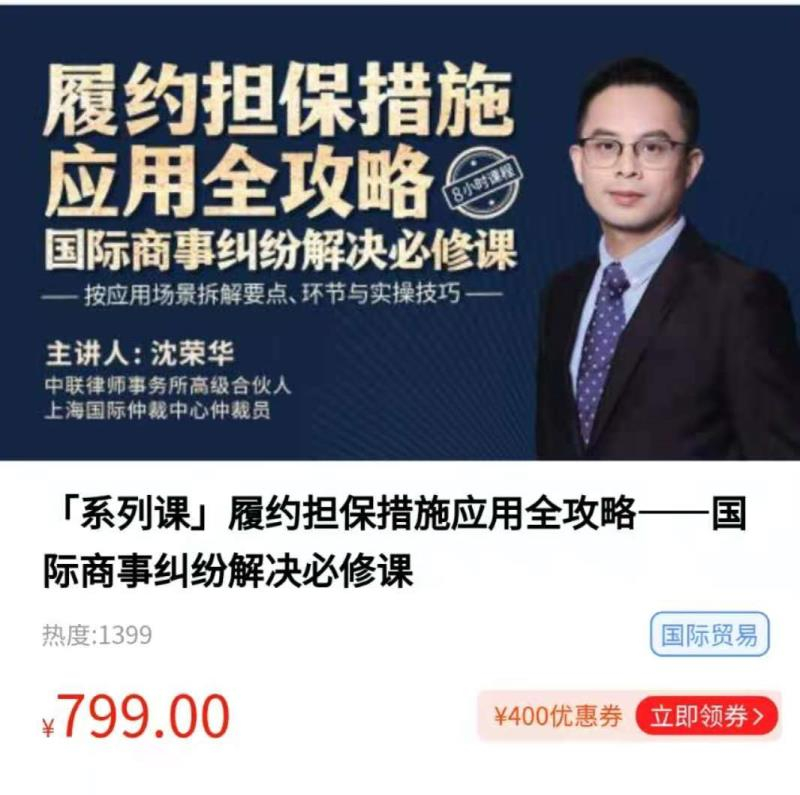 履约担保措施
应用全攻略
8小时课程
国际商事纠纷解决必修课
按应用场景拆解要点、环节与实操技巧
主讲人：沈荣华
中联律师事务所高级合伙人
上海国际仲裁中心仲裁员
「系列课」履约担保措施应用全攻略——国
际商事纠纷解决必修课
热度:1399
国际贸易
¥799.00
¥400优惠券 立即领券>